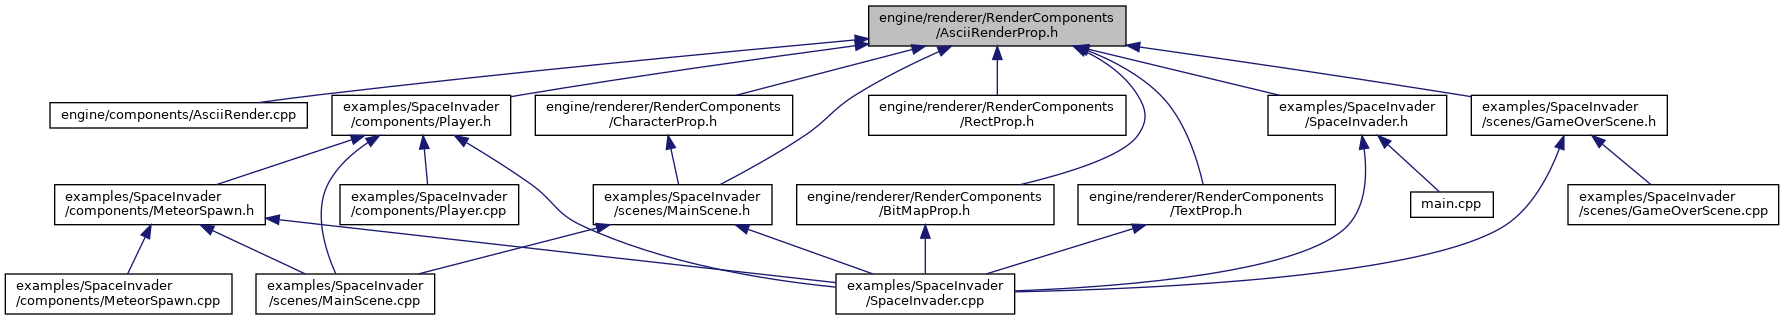 engine/renderer/RenderComponents
/AsciiRenderProp.h
engine/components/AsciiRender.cpp
examples/SpaceInvader
/components/Player.h
engine/renderer/RenderComponents
/CharacterProp.h
engine/renderer/RenderComponents
/RectProp.h
examples/SpaceInvader
/SpaceInvader.h
examples/SpaceInvader
/scenes/GameOverScene.h
examples/SpaceInvader
/components/MeteorSpawn.h
examples/SpaceInvader
/components/Player.cpp
examples/SpaceInvader
/scenes/MainScene.h
engine/renderer/RenderComponents
/BitMapProp.h
engine/renderer/RenderComponents
/TextProp.h
main.cpp
examples/SpaceInvader
/scenes/GameOverScene.cpp
examples/SpaceInvader
/components/MeteorSpawn.cpp
examples/SpaceInvader
/scenes/MainScene.cpp
examples/SpaceInvader
/SpaceInvader.cpp